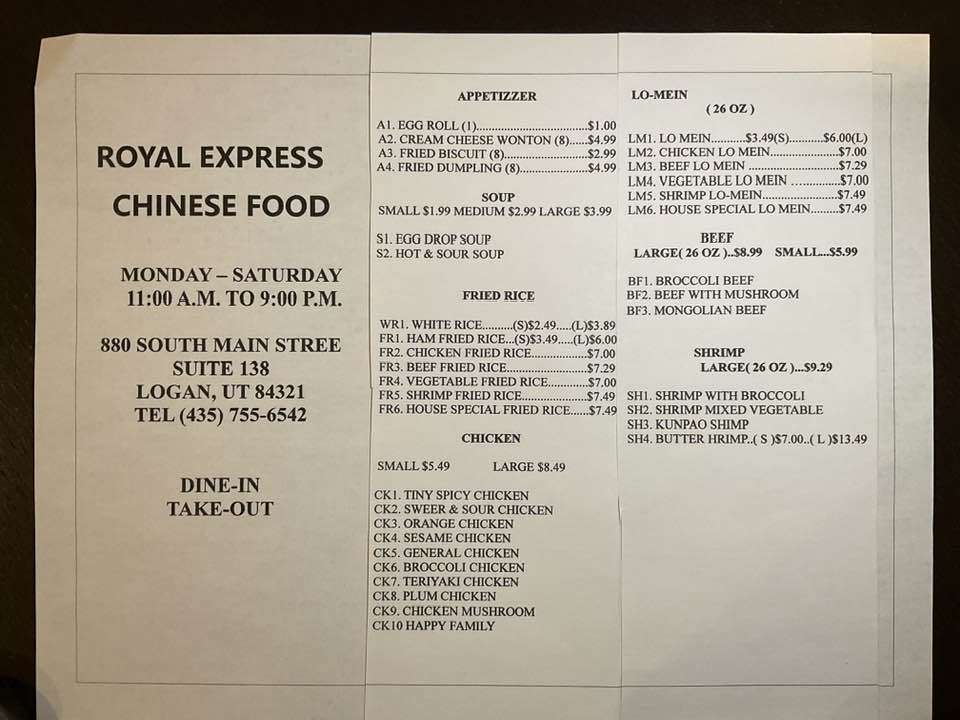 ROYAL EXPRESS
CHINESE FOOD
MONDAY – SATURDAY
11:00 A.M. TO 9:00 P.M.
880 SOUTH MAIN STREE
SUITE 138
LOGAN, UT 84321
TEL (435) 755-6542
DINE-IN
TAKE-OUT
APPETIZZER
A1. EGG ROLL (1)....................................$1.00
A2. CREAM CHEESE WONTON (8).....$4.99
A3. FRIED BISCUIT (8)...........................$2.99
A4. FRIED DUMPLING (8)......................$4.99
SOUP
SMALL $1.99 MEDIUM $2.99 LARGE $3.99
S1. EGG DROP SOUP
S2. HOT & SOUR SOUP
FRIED RICE
WR1. WHITE RICE..........(S)$2.49.....(L)$3.89
FR1. HAM FRIED RICE...(S)$3.49.....(L)$6.00
FR2. CHICKEN FRIED RICE..................$7.00
FR3. BEEF FRIED RICE..........................$7.29
FR4. VEGETABLE FRIED RICE.............$7.00
FR5. SHRIMP FRIED RICE.....................$7.49
FR6. HOUSE SPECIAL FRIED RICE......$7.49
CHICKEN
SMALL $5.49 LARGE $8.49
CK1. TINY SPICY CHICKEN
CK2. SWEER & SOUR CHICKEN
CK3. ORANGE CHICKEN
CK4. SESAME CHICKEN
CK5. GENERAL CHICKEN
CK6. BROCCOLI CHICKEN
CK7. TERIYAKI CHICKEN
CK8. PLUM CHICKEN
CK9. CHICKEN MUSHROOM
CK10 HAPPY FAMILY
LO-MEIN
( 26 OZ )
LM1. LO MEIN.........$3.49(S)...........$6.00(L)
LM2. CHICKEN LO MEIN......................$7.00
LM3. BEEF LO MEIN .............................$7.29
LM4. VEGETABLE LO MEIN ...............$7.00
LM5. SHRIMP LO-MEIN........................$7.49
LM6. HOUSE SPECIAL LO MEIN.........$7.49
BEEF
LARGE( 26 OZ )..$8.99 SMALL...$5.99
BF1. BROCCOLI BEEF
BF2. BEEF WITH MUSHROOM
BF3. MONGOLIAN BEEF
SHRIMP
LARGE( 26 OZ )...$9.29
SH1. SHRIMP WITH BROCCOLI
SH2. SHRIMP MIXED VEGETABLE
SH3. KUNPAO SHIMP
SH4. BUTTER HRIMP..( S )$7.00..( L )$13.49